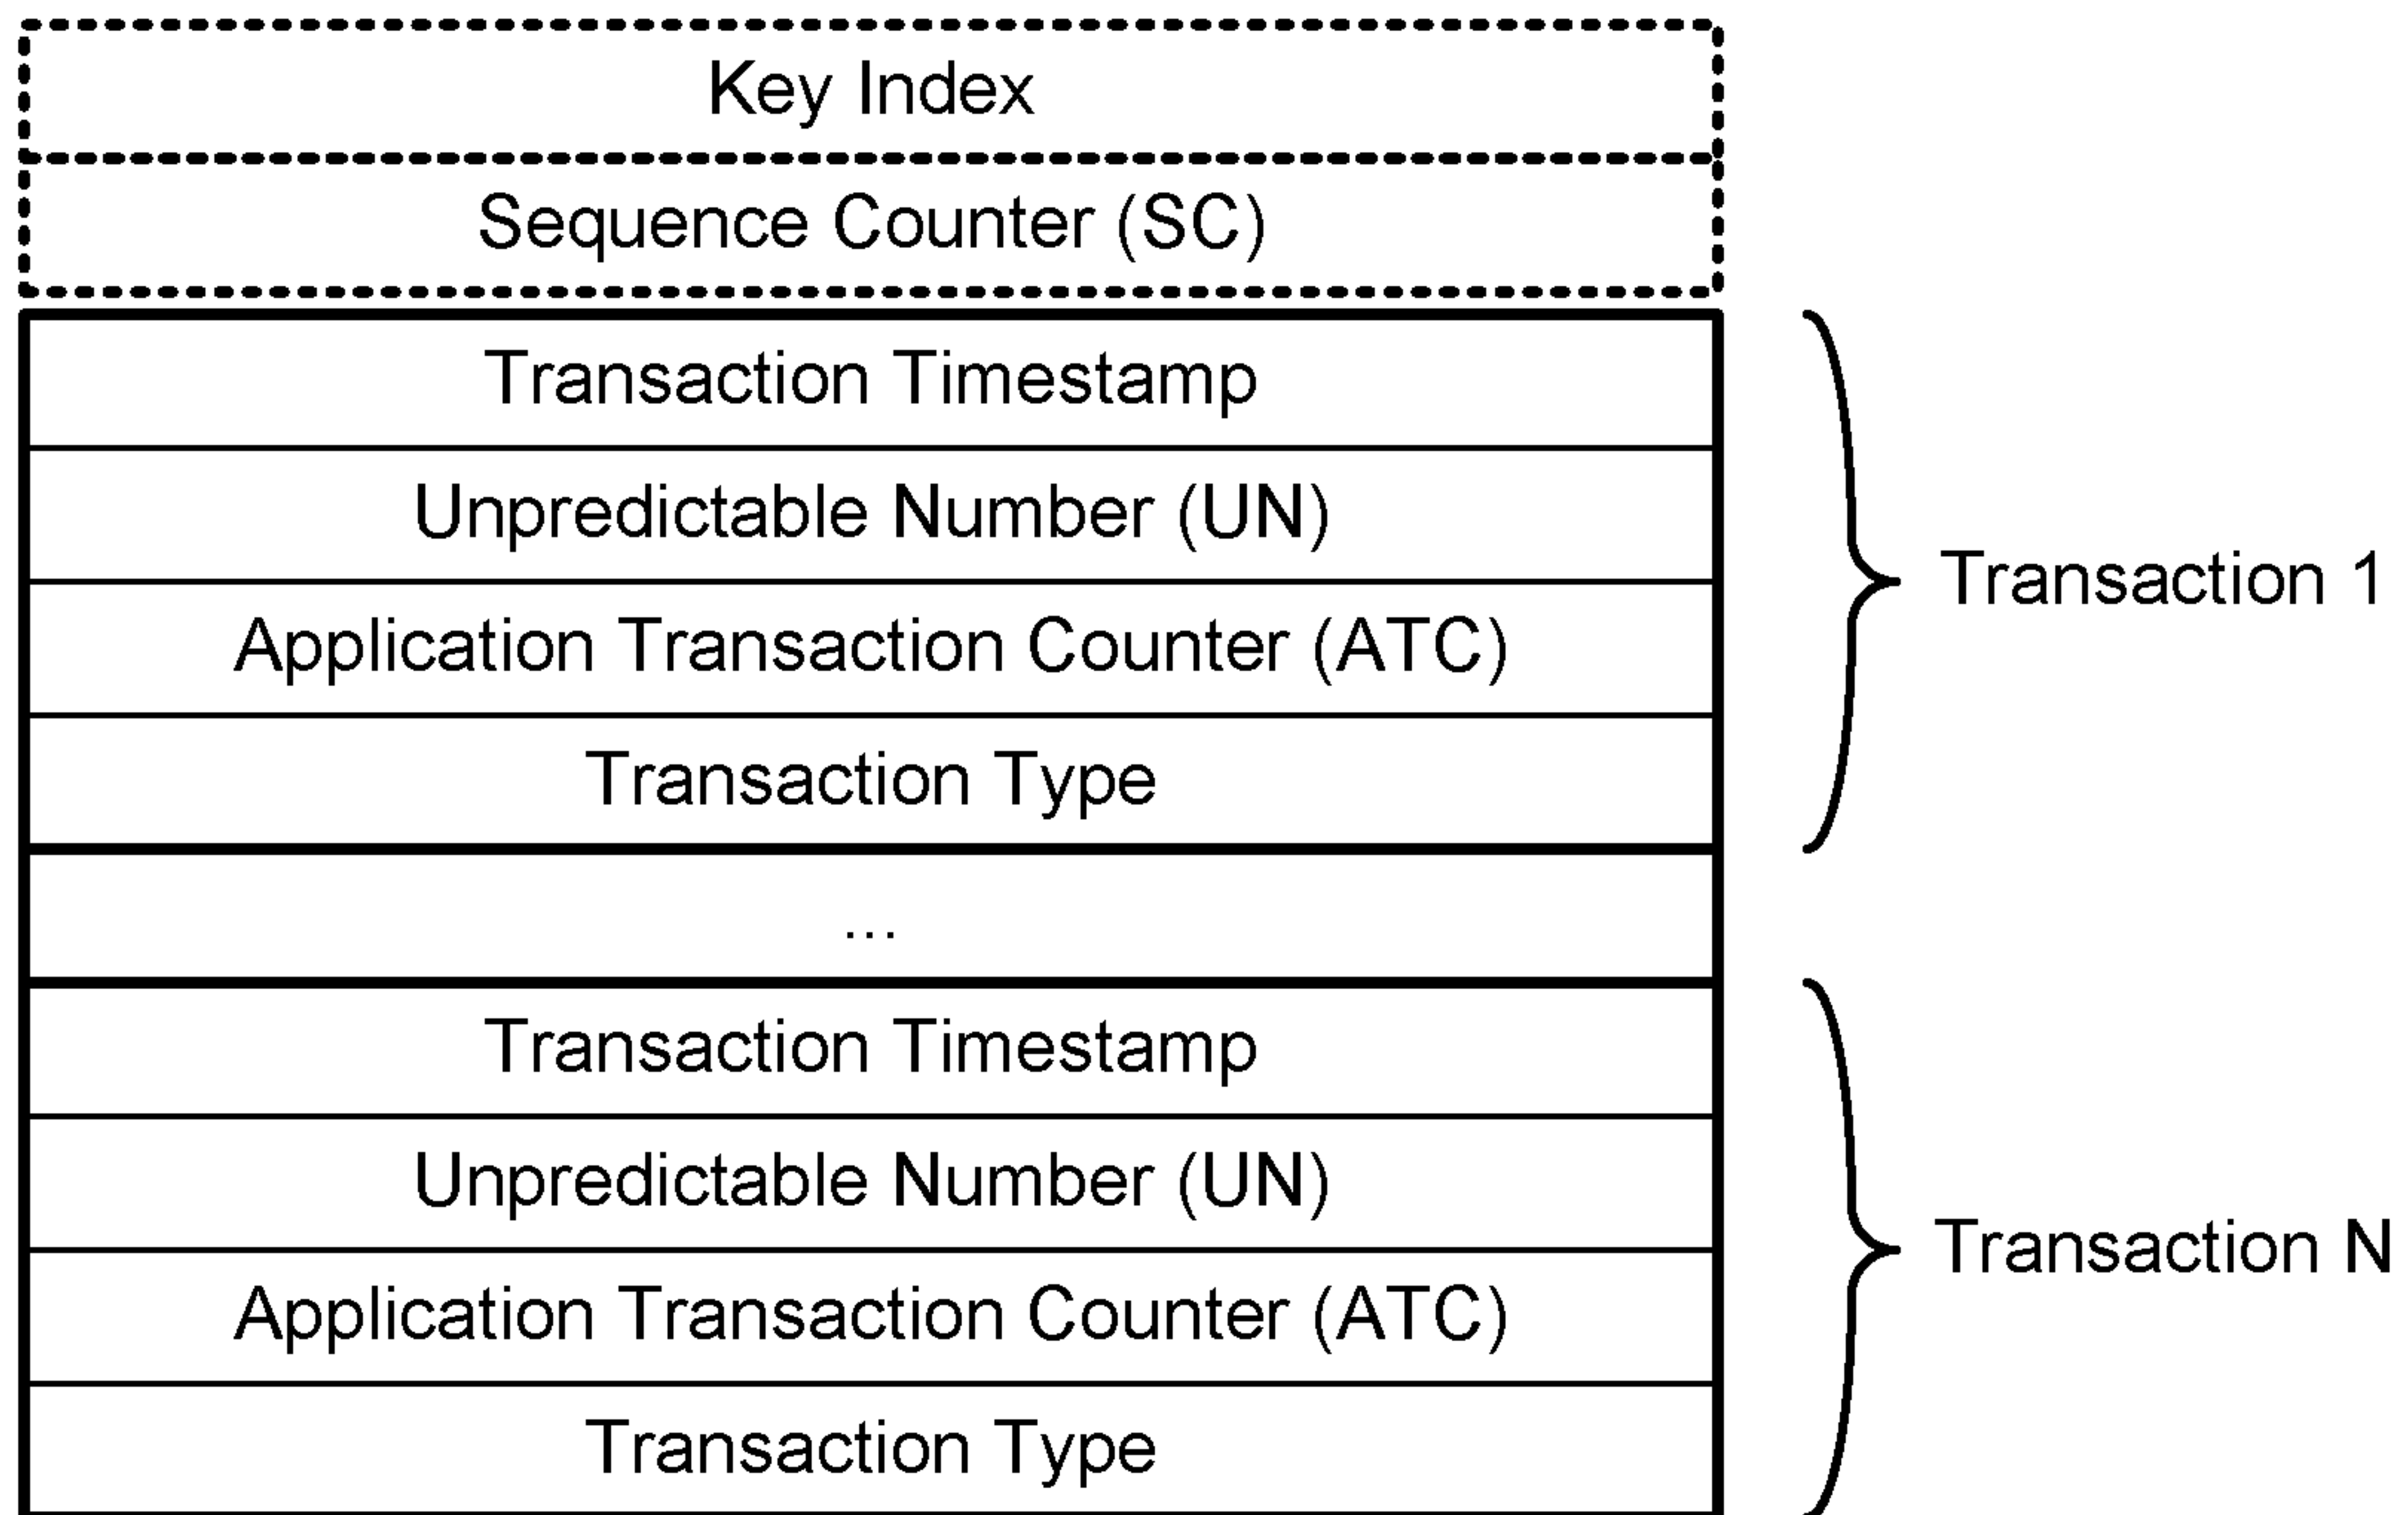 Key Index
Sequence Counter (SC)
Transaction Timestamp
Unpredictable Number (UN)
Application Transaction Counter (ATC)
Transaction Type
Transaction 1
...
Transaction Timestamp
Unpredictable Number (UN)
Application Transaction Counter (ATC)
Transaction Type
Transaction N